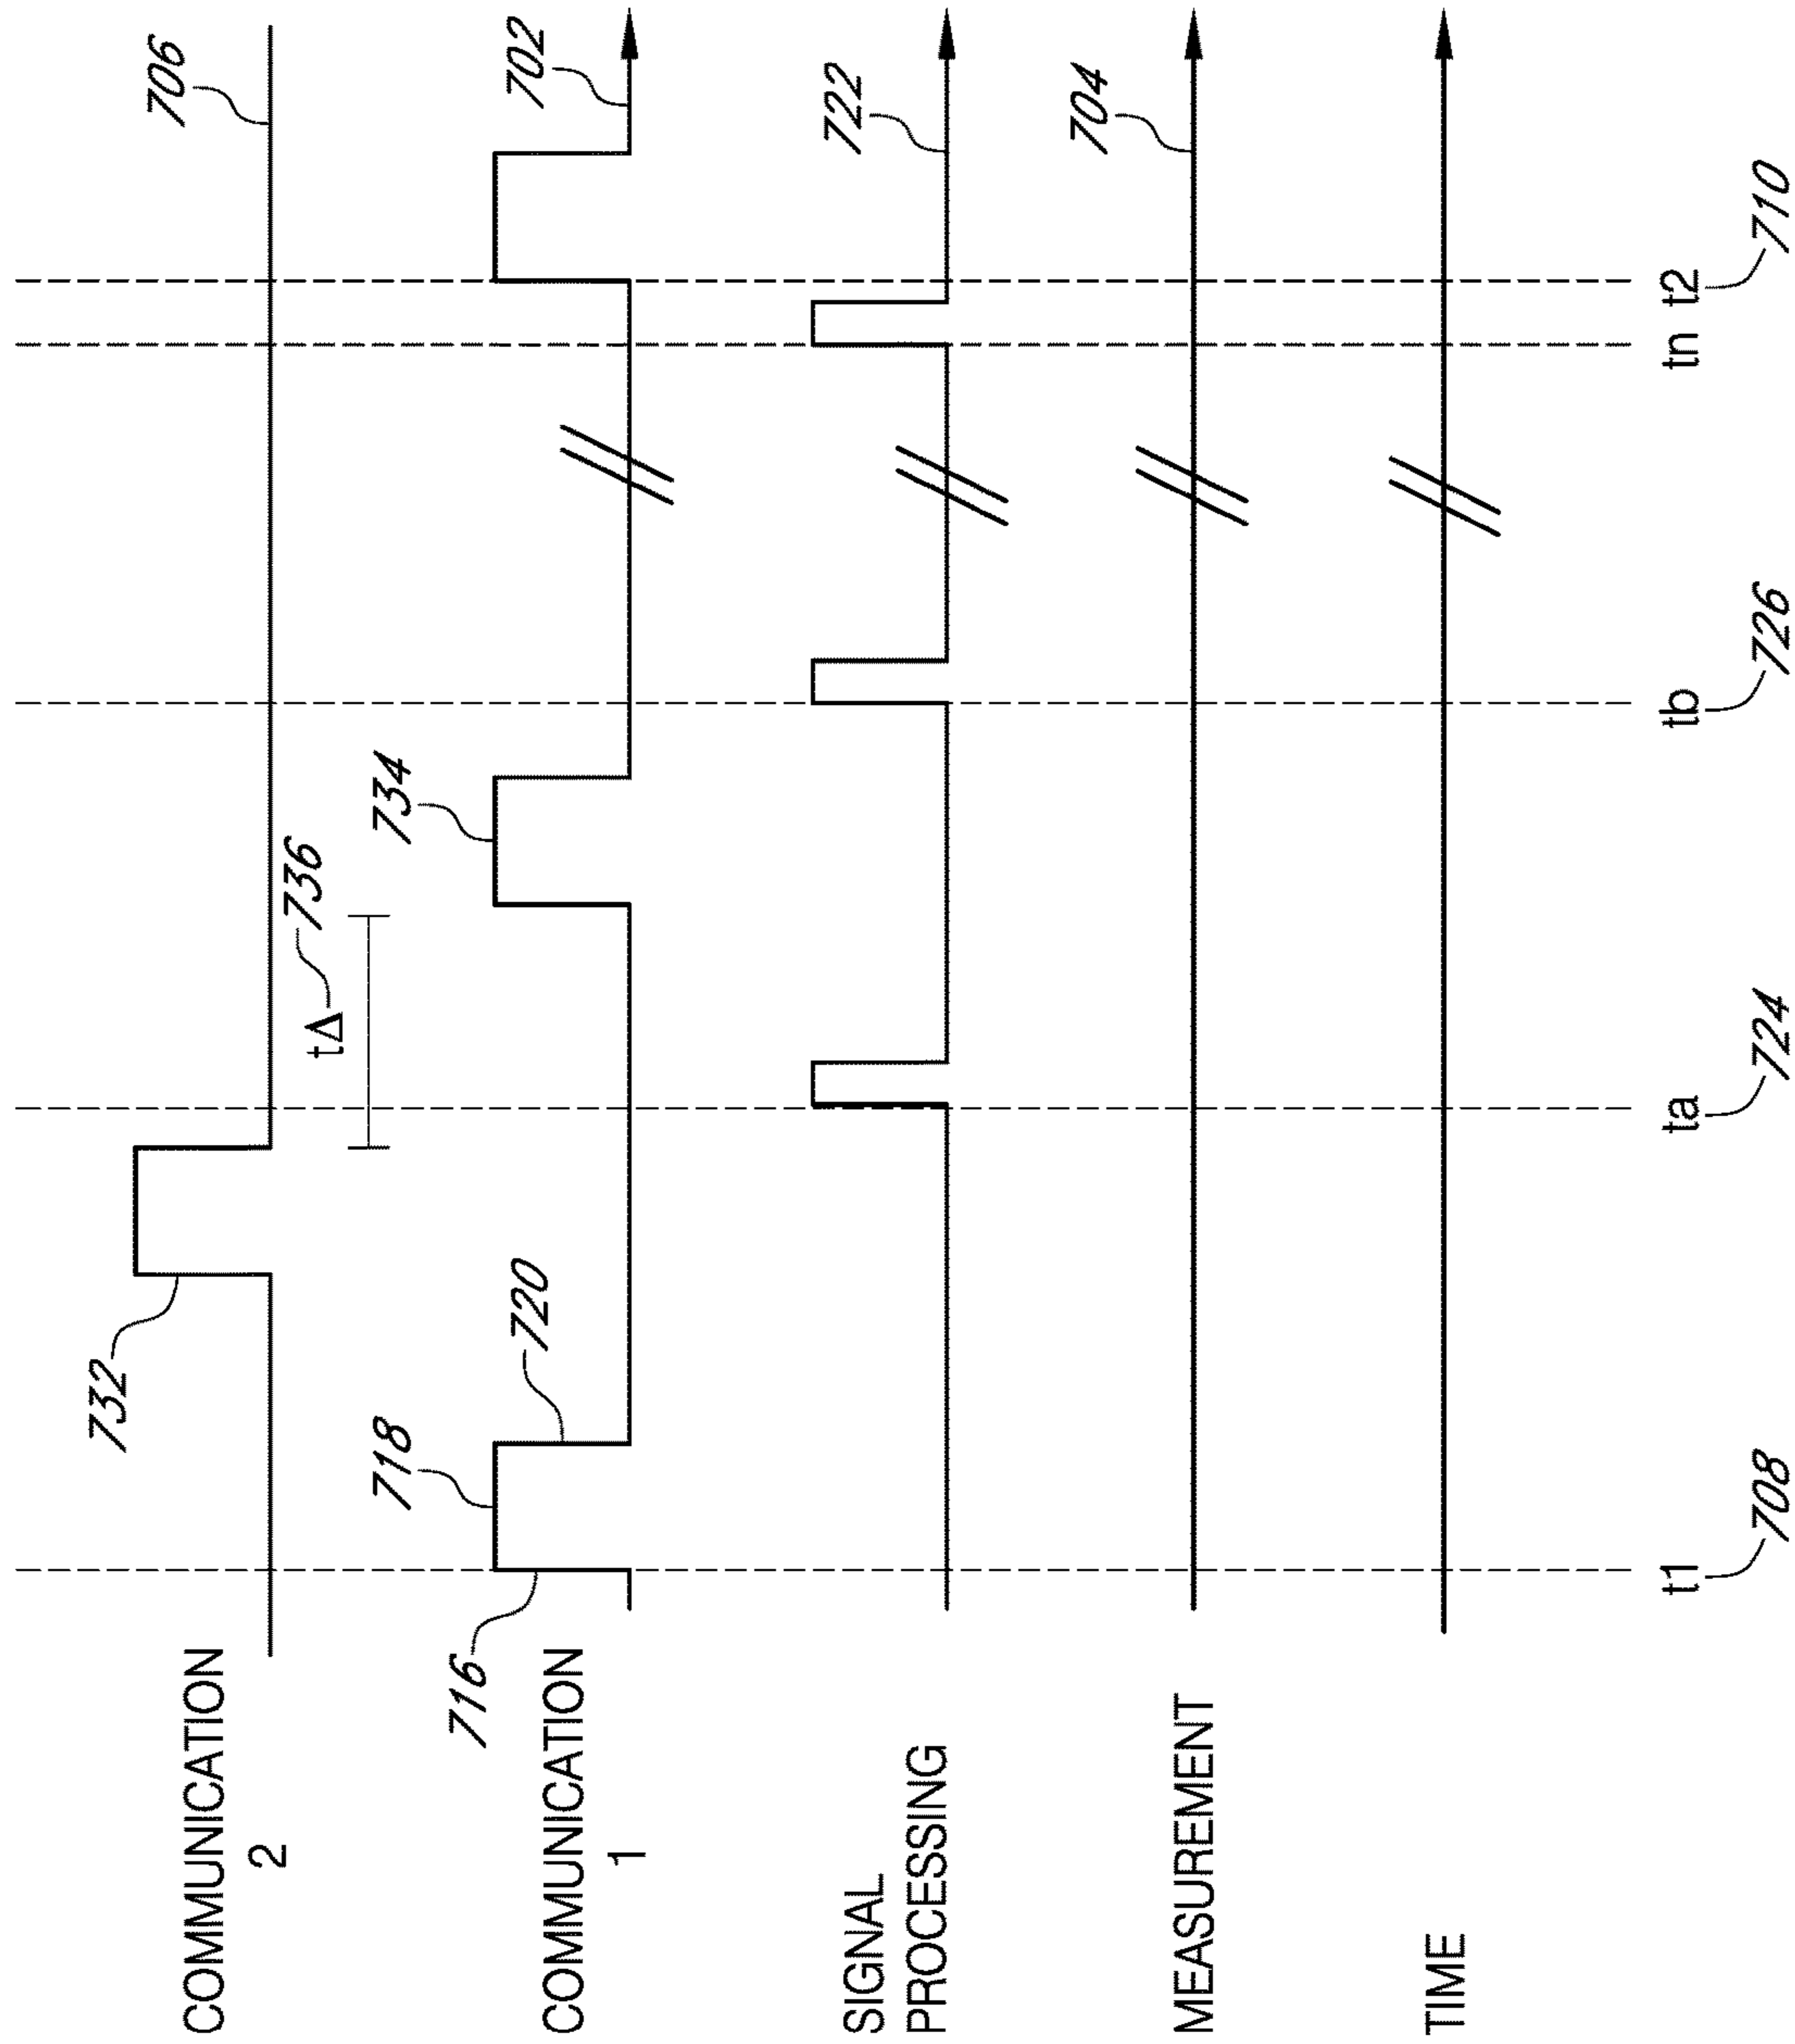 COMMUNICATION
2
732
tΔ
736
706
COMMUNICATION
1
716
718
720
734
702
SIGNAL
PROCESSING
722
MEASUREMENT
704
TIME
t1
ta
tb
tn
t2
708
724
726
710